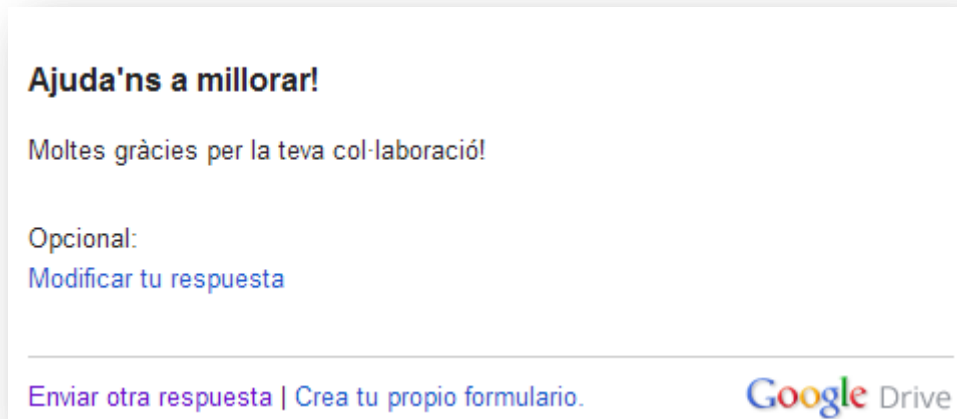 Ajuda'ns a millorar!
Moltes gràcies per la teva col·laboració!
Opcional:
Modificar tu respuesta
Enviar otra respuesta | Crea tu propio formulario.
Google Drive